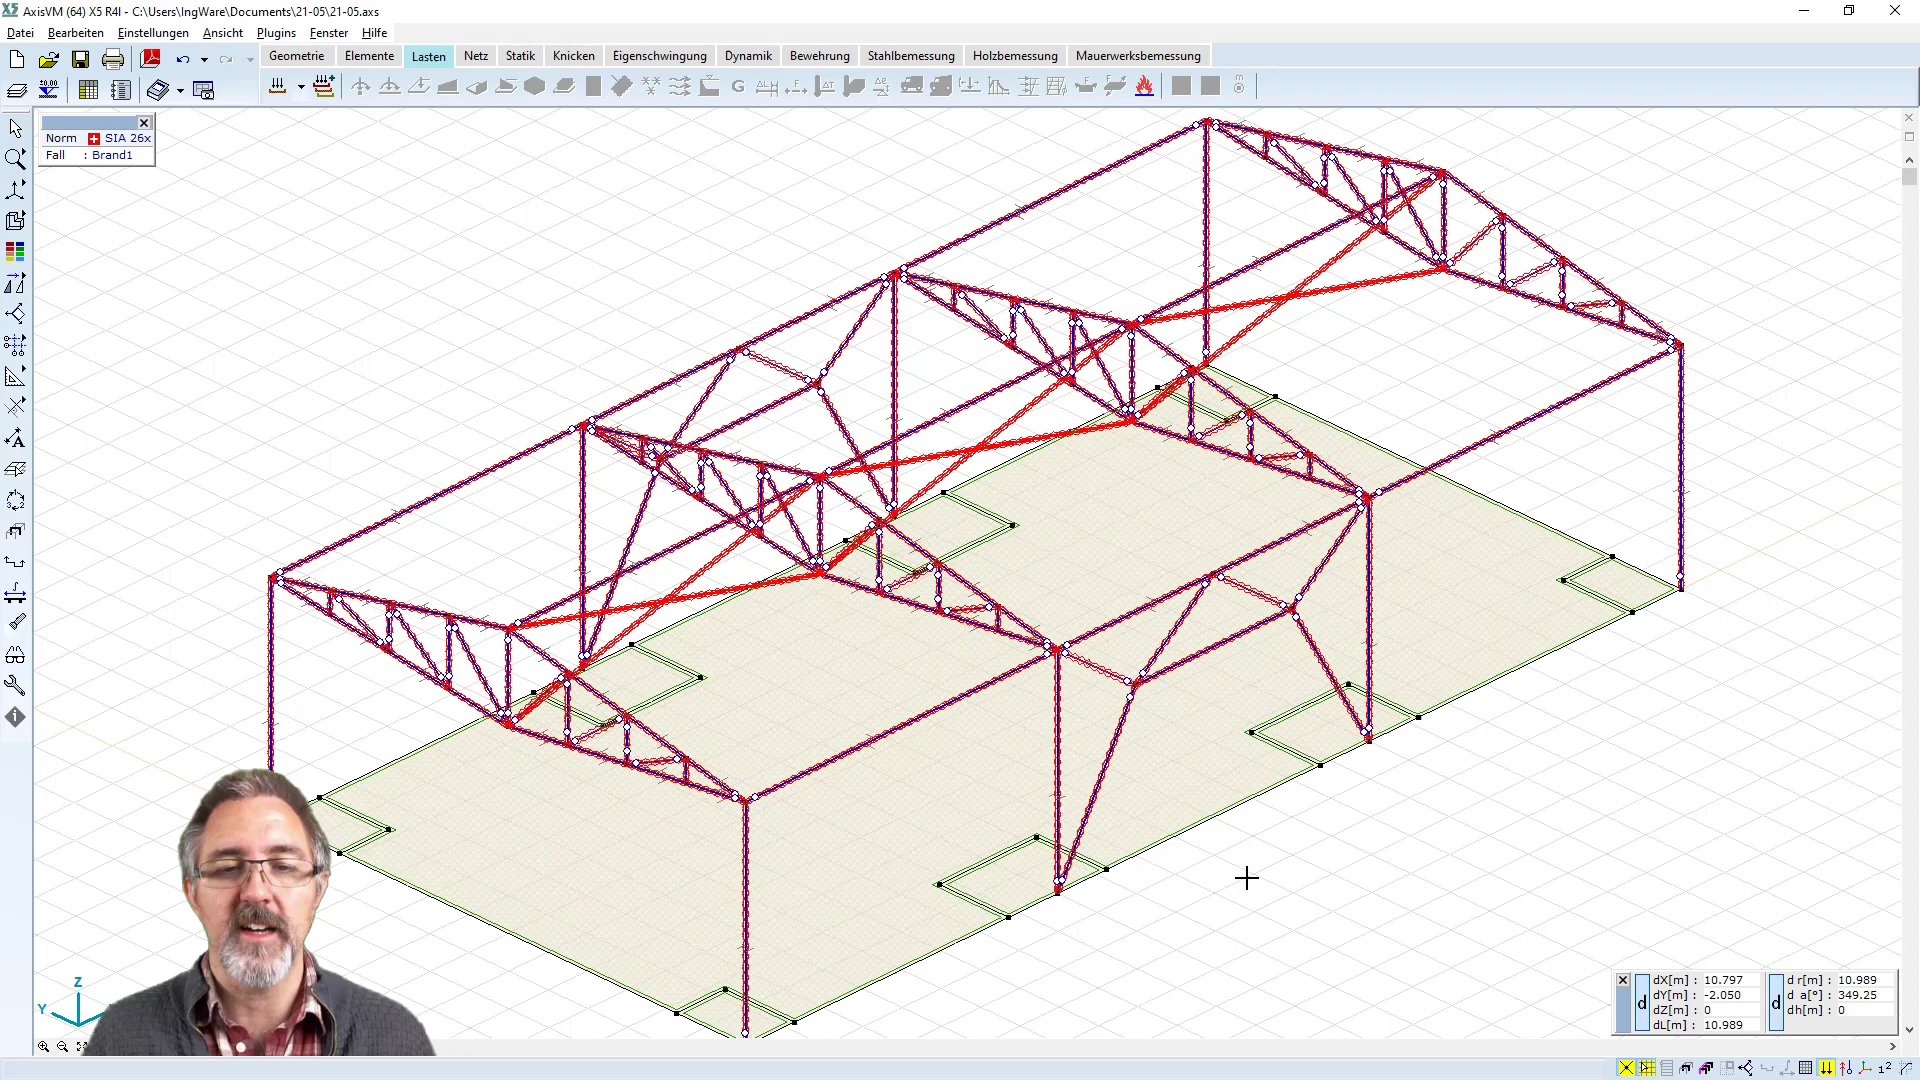 AxisVM (64) X5 R4l - C:\Users\IngWare\Documents\21-05\21-05.axs
Datei Bearbeiten Einstellungen Ansicht Plugins Fenster Hilfe
Geometrie Elemente Lasten Netz Statik Knicken Eigenschwingung Dynamik Bewehrung Stahlbemessung Holzbemessung Mauerwerksbemessung
Norm SIA 26x
Fall : Brand1
Z
Y
dX[m] : 10.797
dY[m] : -2.050
dZ[m] : 0
dL[m] : 10.989
d
d r[m] : 10.989
d a[°] : 349.25
dh[m] : 0
d